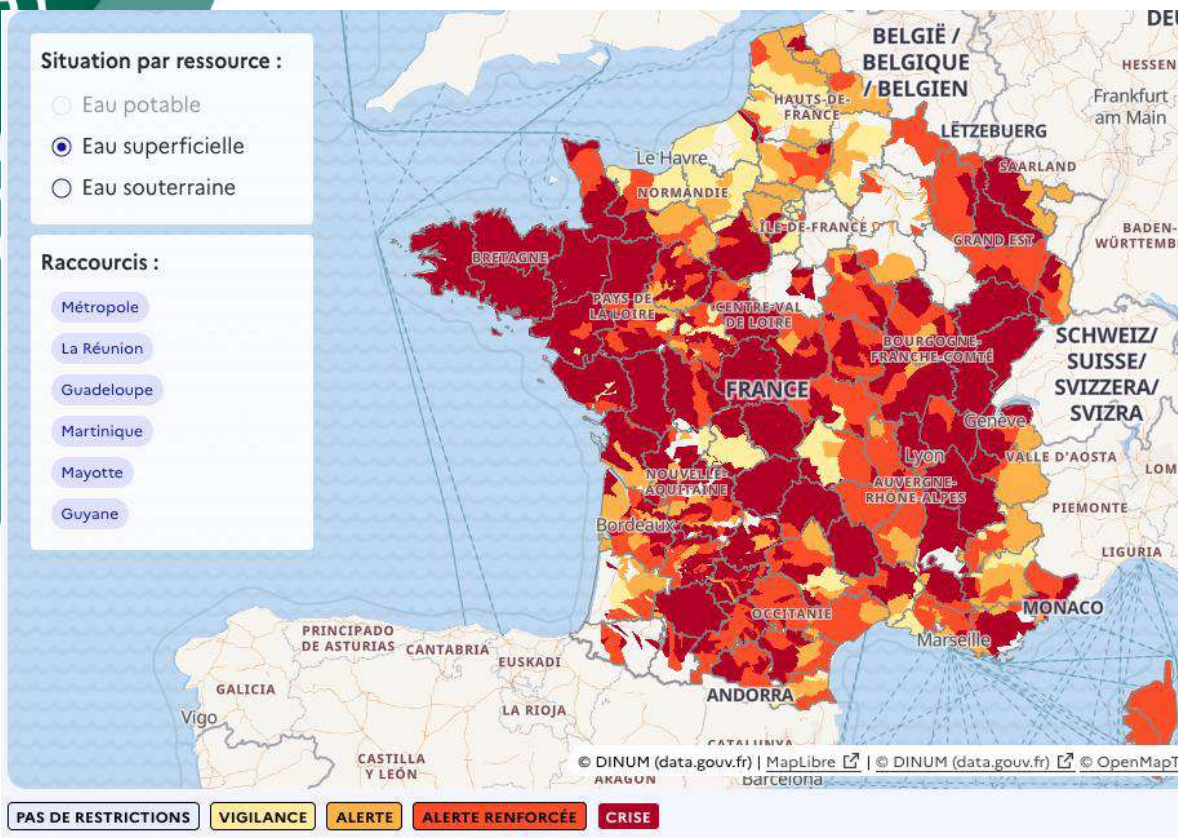 Situation par ressource :
Eau potable
Eau superficielle
Eau souterraine
Raccourcis :
Métropole
La Réunion
Guadeloupe
Martinique
Mayotte
Guyane
BELGIË /
BELGIQUE
/ BELGIEN
HESSEN
Frankfurt
am Main
HAUTS-DE-
FRANCE
LËTZEBUERG
SAARLAND
Le Havre
NORMANDIE
ÎLE-DE-FRANCE
GRAND EST
BADEN-
WÜRTTEMB
BRETAGNE
PAYS DE
LA LOIRE
CENTRE-VAL
DE LOIRE
BOURGOGNE-
FRANCHE-COMTÉ
SCHWEIZ/
SUISSE/
SVIZZERA/
SVIZRA
FRANCE
Genève
Lyon
VALLE D'AOSTA
LOM
NOUVELLE-
AQUITAINE
AUVERGNE-
RHÔNE-ALPES
PIEMONTE
Bordeaux
LIGURIA
OCCITANIE
MONACO
Marseille
PRINCIPADO
DE ASTURIAS
CANTABRIA
EUSKADI
GALICIA
LA RIOJA
ANDORRA
Vigo
CASTILLA
Y LEÓN
CATALUNYA
© DINUM (data.gouv.fr) | MapLibre | © DINUM (data.gouv.fr) © OpenMapT
ARAGÓN
Barcelona
PAS DE RESTRICTIONS
VIGILANCE
ALERTE
ALERTE RENFORCÉE
CRISE